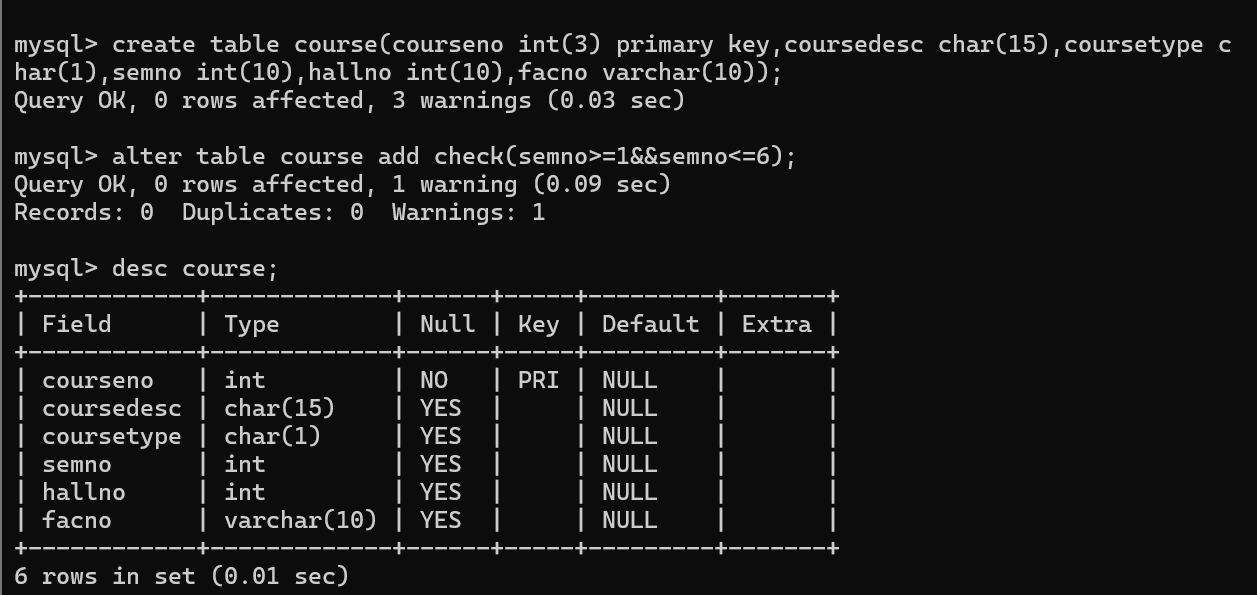 mysql> create table course(courseno int(3) primary key,coursedesc char(15),coursetype c
har(1),semno int(10),hallno int(10),facno varchar(10));
Query OK, 0 rows affected, 3 warnings (0.03 sec)

mysql> alter table course add check(semno>=1&&semno<=6);
Query OK, 0 rows affected, 1 warning (0.09 sec)
Records: 0  Duplicates: 0  Warnings: 1

mysql> desc course;
+------------+-------------+------+-----+---------+-------+
| Field      | Type        | Null | Key | Default | Extra |
+------------+-------------+------+-----+---------+-------+
| courseno   | int         | NO   | PRI | NULL    |       |
| coursedesc | char(15)    | YES  |     | NULL    |       |
| coursetype | char(1)     | YES  |     | NULL    |       |
| semno      | int         | YES  |     | NULL    |       |
| hallno     | int         | YES  |     | NULL    |       |
| facno      | varchar(10) | YES  |     | NULL    |       |
+------------+-------------+------+-----+---------+-------+
6 rows in set (0.01 sec)